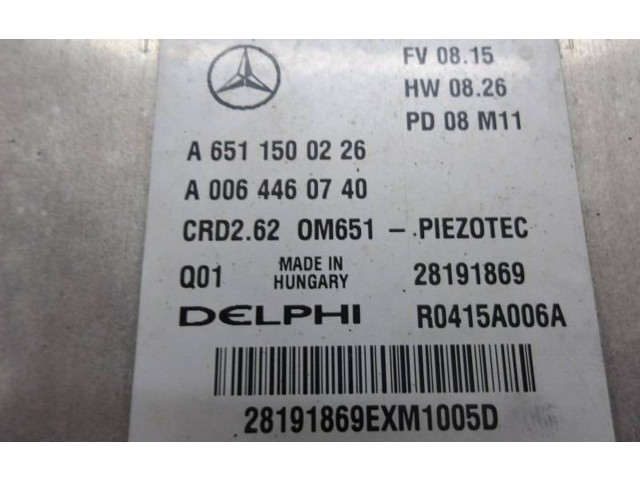 FV 08.15
HW 08.26
PD 08 M11
A 651 150 02 26
A 006 446 07 40
CRD2.62 OM651 - PIEZOTEC
Q01 MADE IN HUNGARY 28191869
DELPHI R0415A006A
28191869EXM1005D